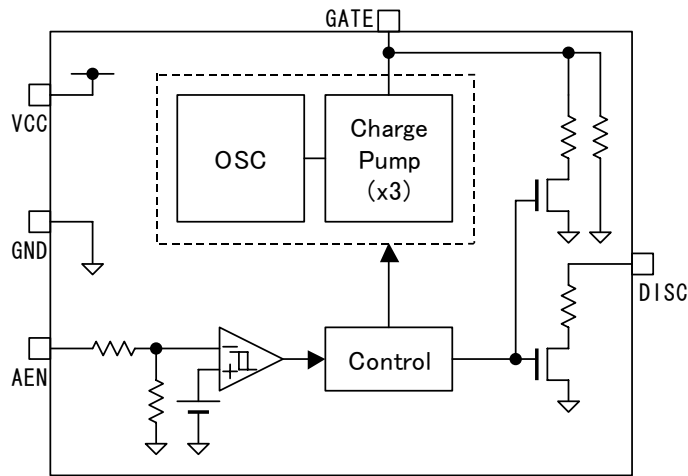 GATE
VCC
OSC
Charge
Pump
(x3)
GND
DISC
AEN
−
+
Control